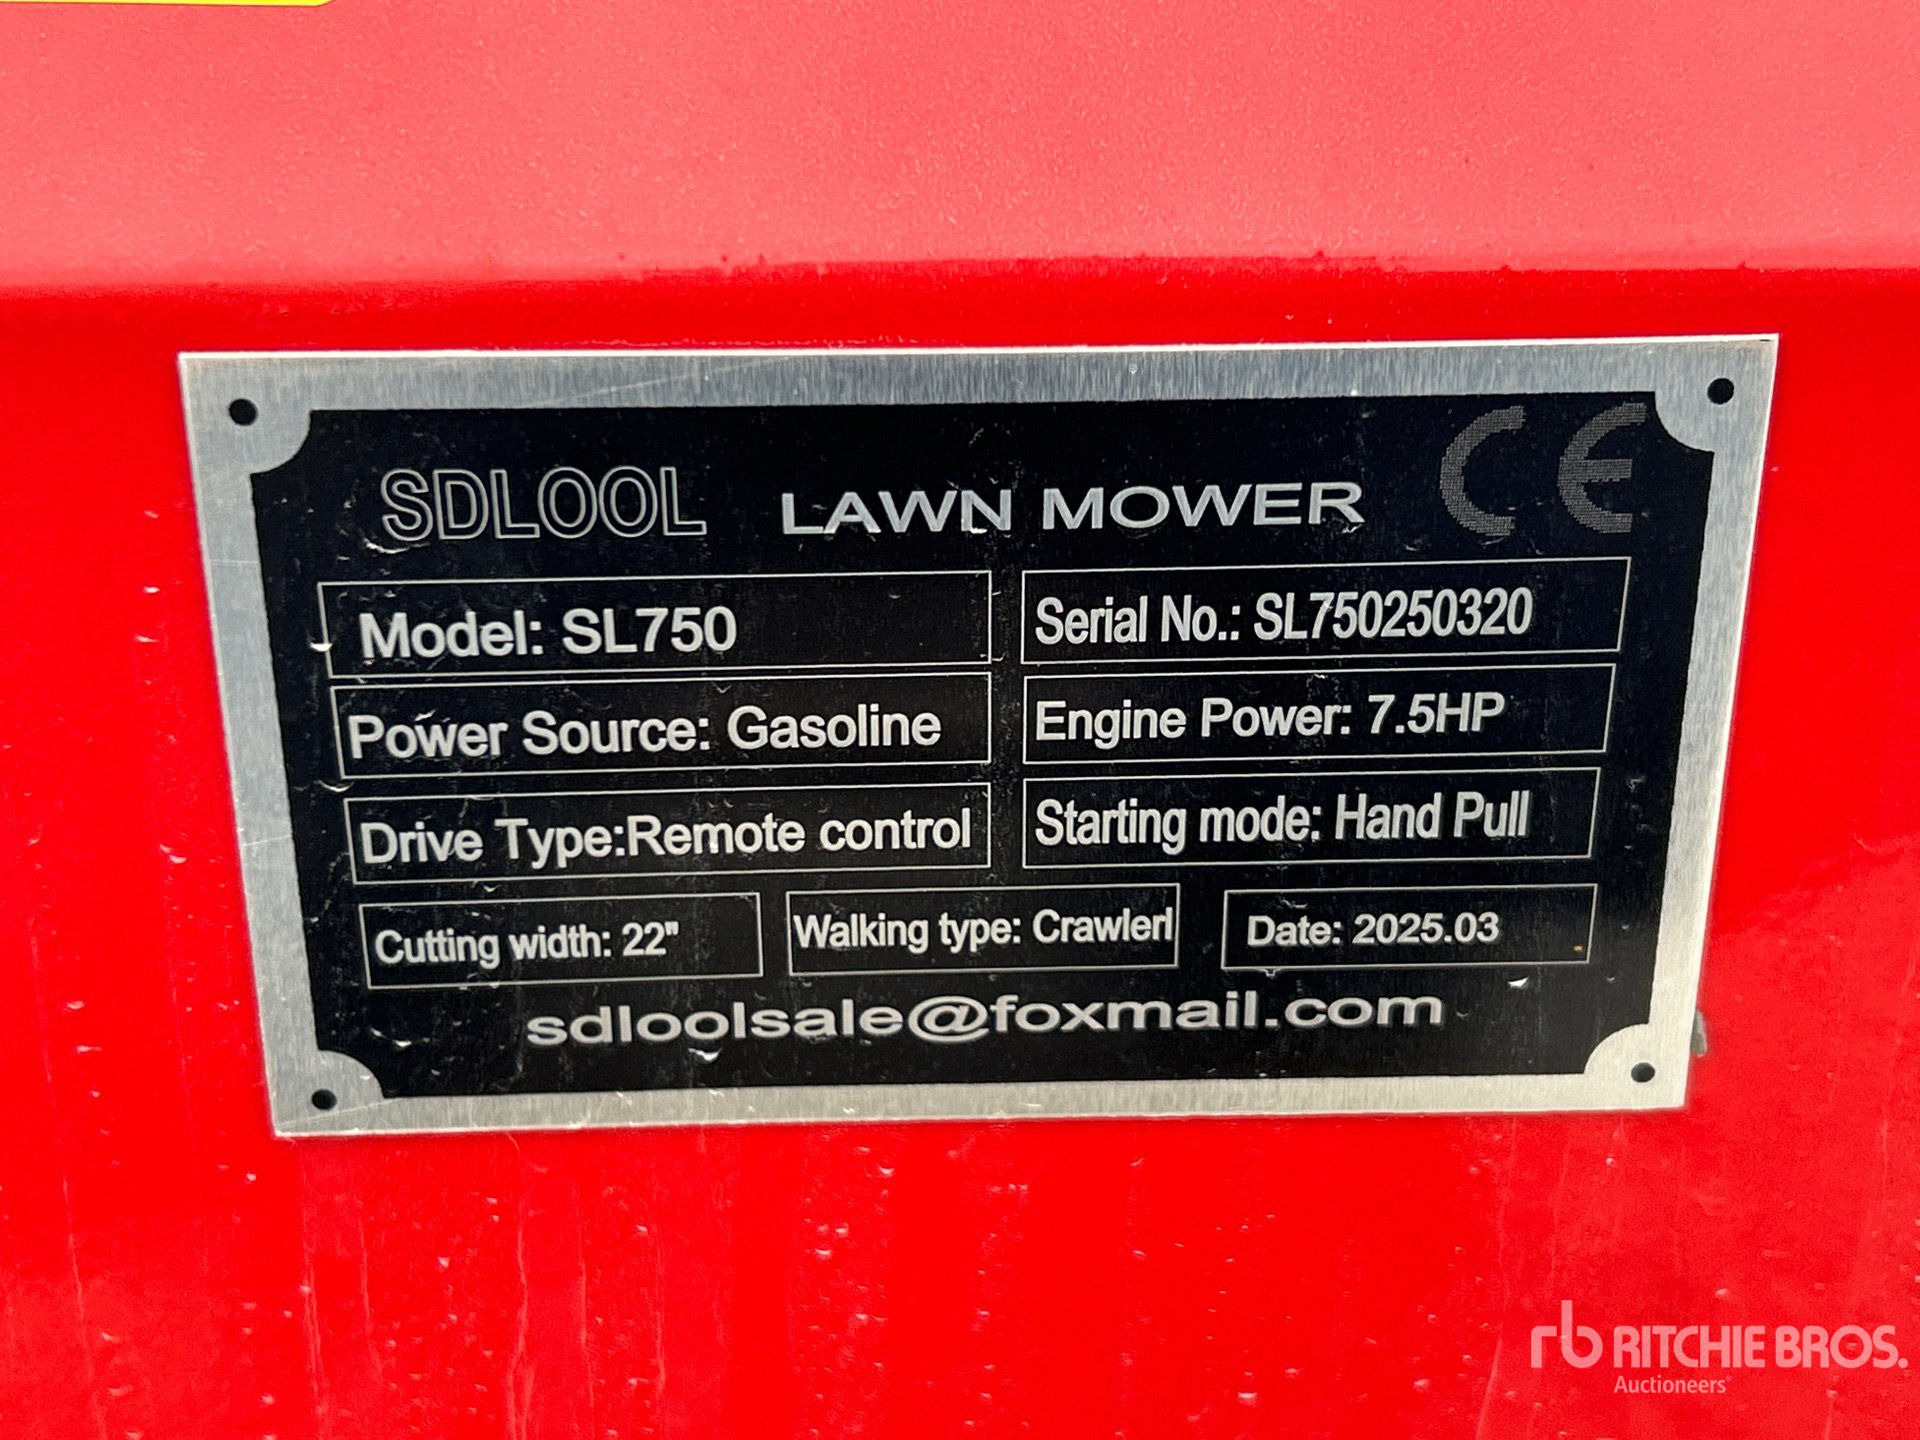 SDLOOL LAWN MOWER CE
Model: SL750 Serial No.: SL750250320
Power Source: Gasoline Engine Power: 7.5HP
Drive Type:Remote control Starting mode: Hand Pull
Cutting width: 22" Walking type: Crawlerl Date: 2025.03
sdloolsale@foxmail.com
rb RITCHIE BROS.
Auctioneers